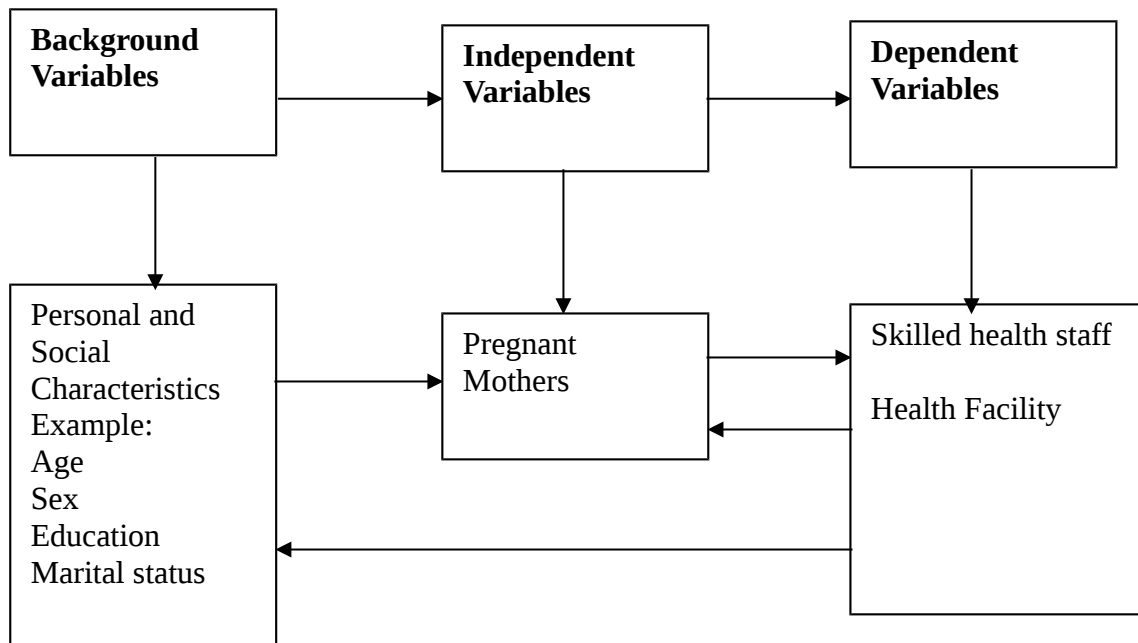 Background
Variables
Independent
Variables
Dependent
Variables
Personal and
Social
Characteristics
Example:
Age
Sex
Education
Marital status
Pregnant
Mothers
Skilled health staff
Health Facility